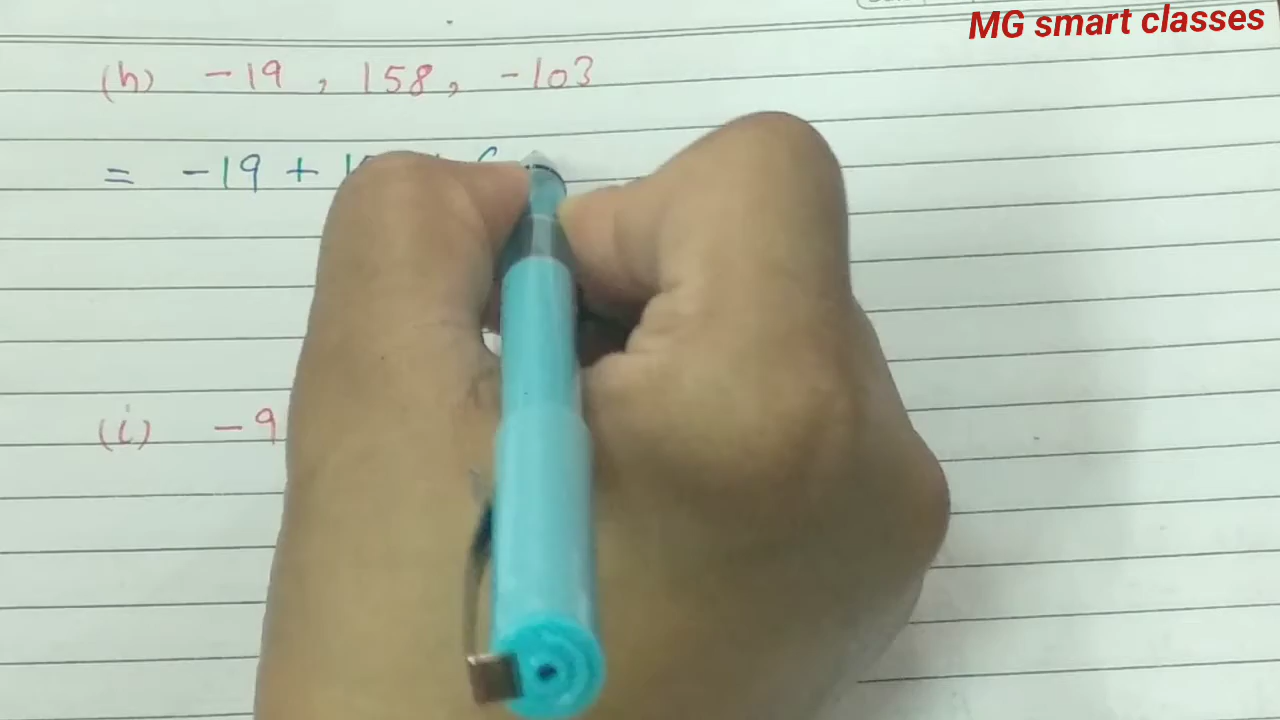 MG smart classes
(h) -19 , 158, -103
= -19 +
(i) -9